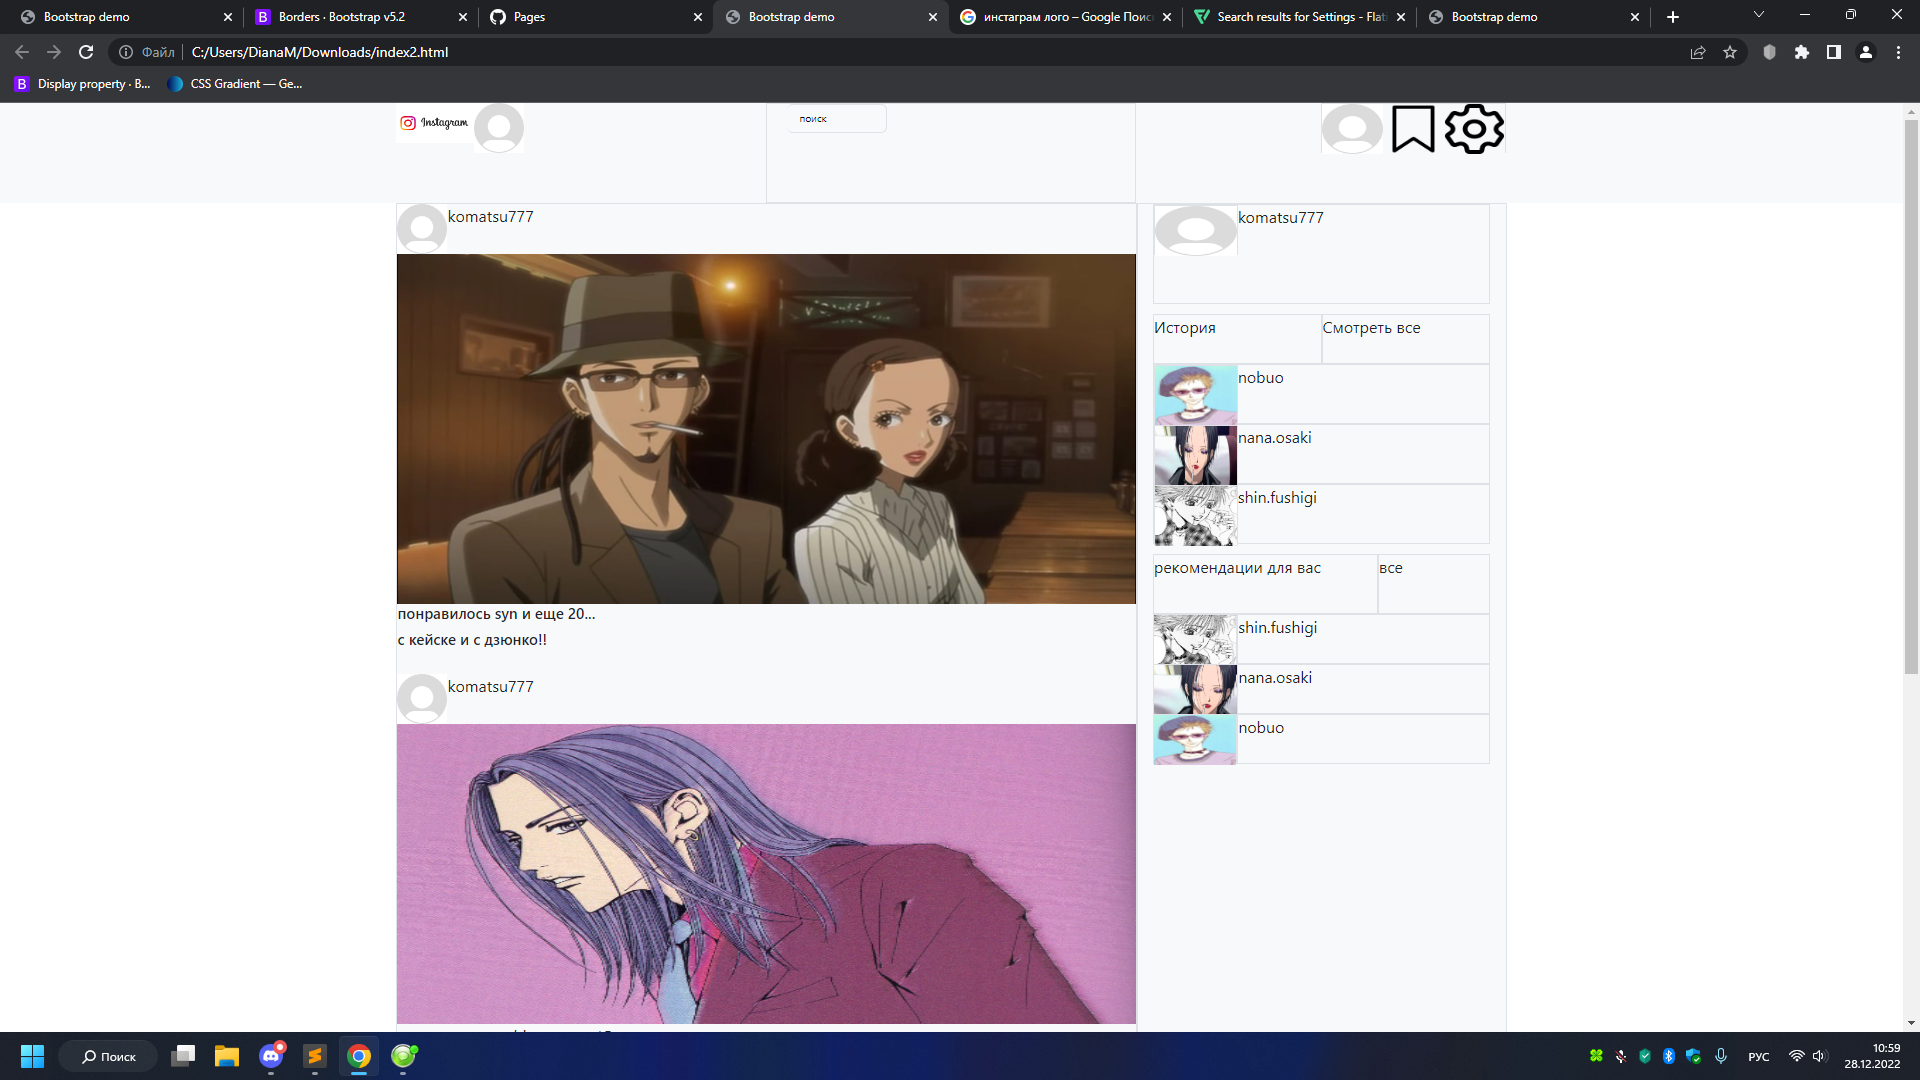 Bootstrap demo
Borders · Bootstrap v5.2
Pages
Bootstrap demo
инстаграм лого – Google Поис
Search results for Settings - Flat
Bootstrap demo
Файл
C:/Users/DianaM/Downloads/index2.html
Display property · B...
CSS Gradient — Ge...
Instagram
поиск
komatsu777
понравилось syn и еще 20...
с кейске и с дзюнко!!
komatsu777
komatsu777
История
Смотреть все
nobuo
nana.osaki
shin.fushigi
рекомендации для вас
все
shin.fushigi
nana.osaki
nobuo
Поиск
РУС
10:59
28.12.2022